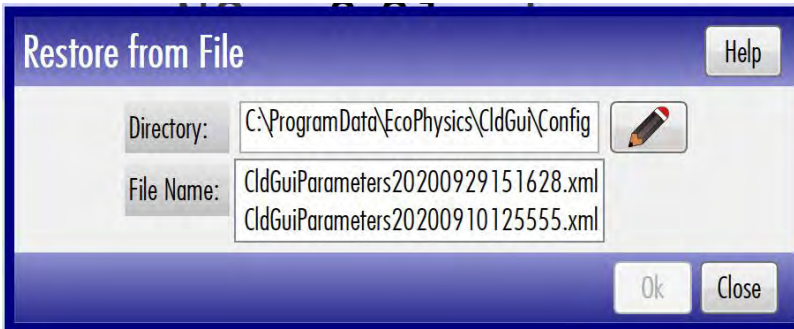 Restore from File
Help
Directory:
C:\ProgramData\EcoPhysics\CldGui\Config
File Name:
CldGuiParameters20200929151628.xml
CldGuiParameters20200910125555.xml
Ok
Close